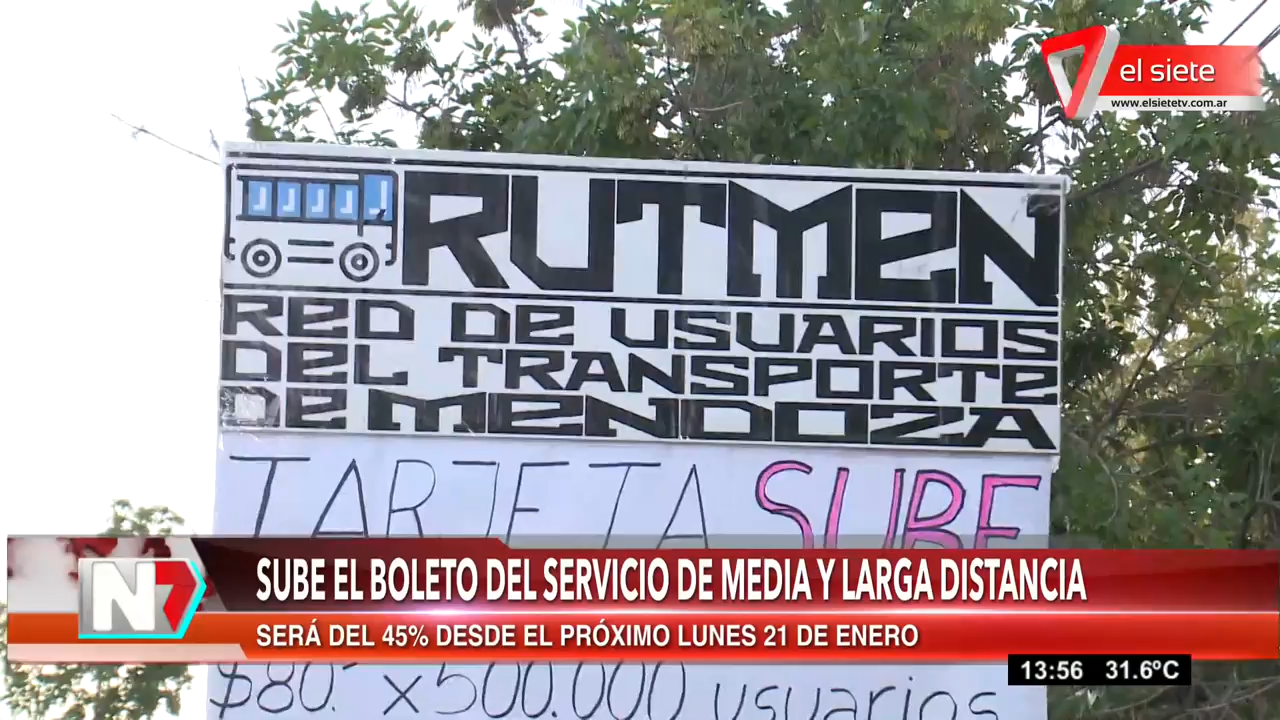 el siete
www.elsietetv.com.ar
RUTMEN
RED DE USUARIOS
DEL TRANSPORTE
DE MENDOZA
TARJETA SUBE
N7
SUBE EL BOLETO DEL SERVICIO DE MEDIA Y LARGA DISTANCIA
SERÁ DEL 45% DESDE EL PRÓXIMO LUNES 21 DE ENERO
$80.- x 500.000 usuarios
13:56 31.6ºC